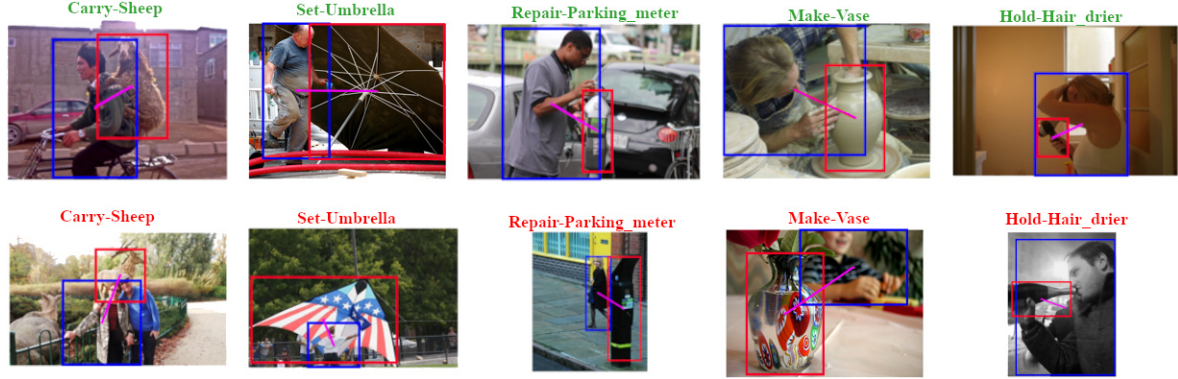 Carry-Sheep
Set-Umbrella
Repair-Parking_meter
Make-Vase
Hold-Hair_drier
Carry-Sheep
Set-Umbrella
Repair-Parking_meter
Make-Vase
Hold-Hair_drier